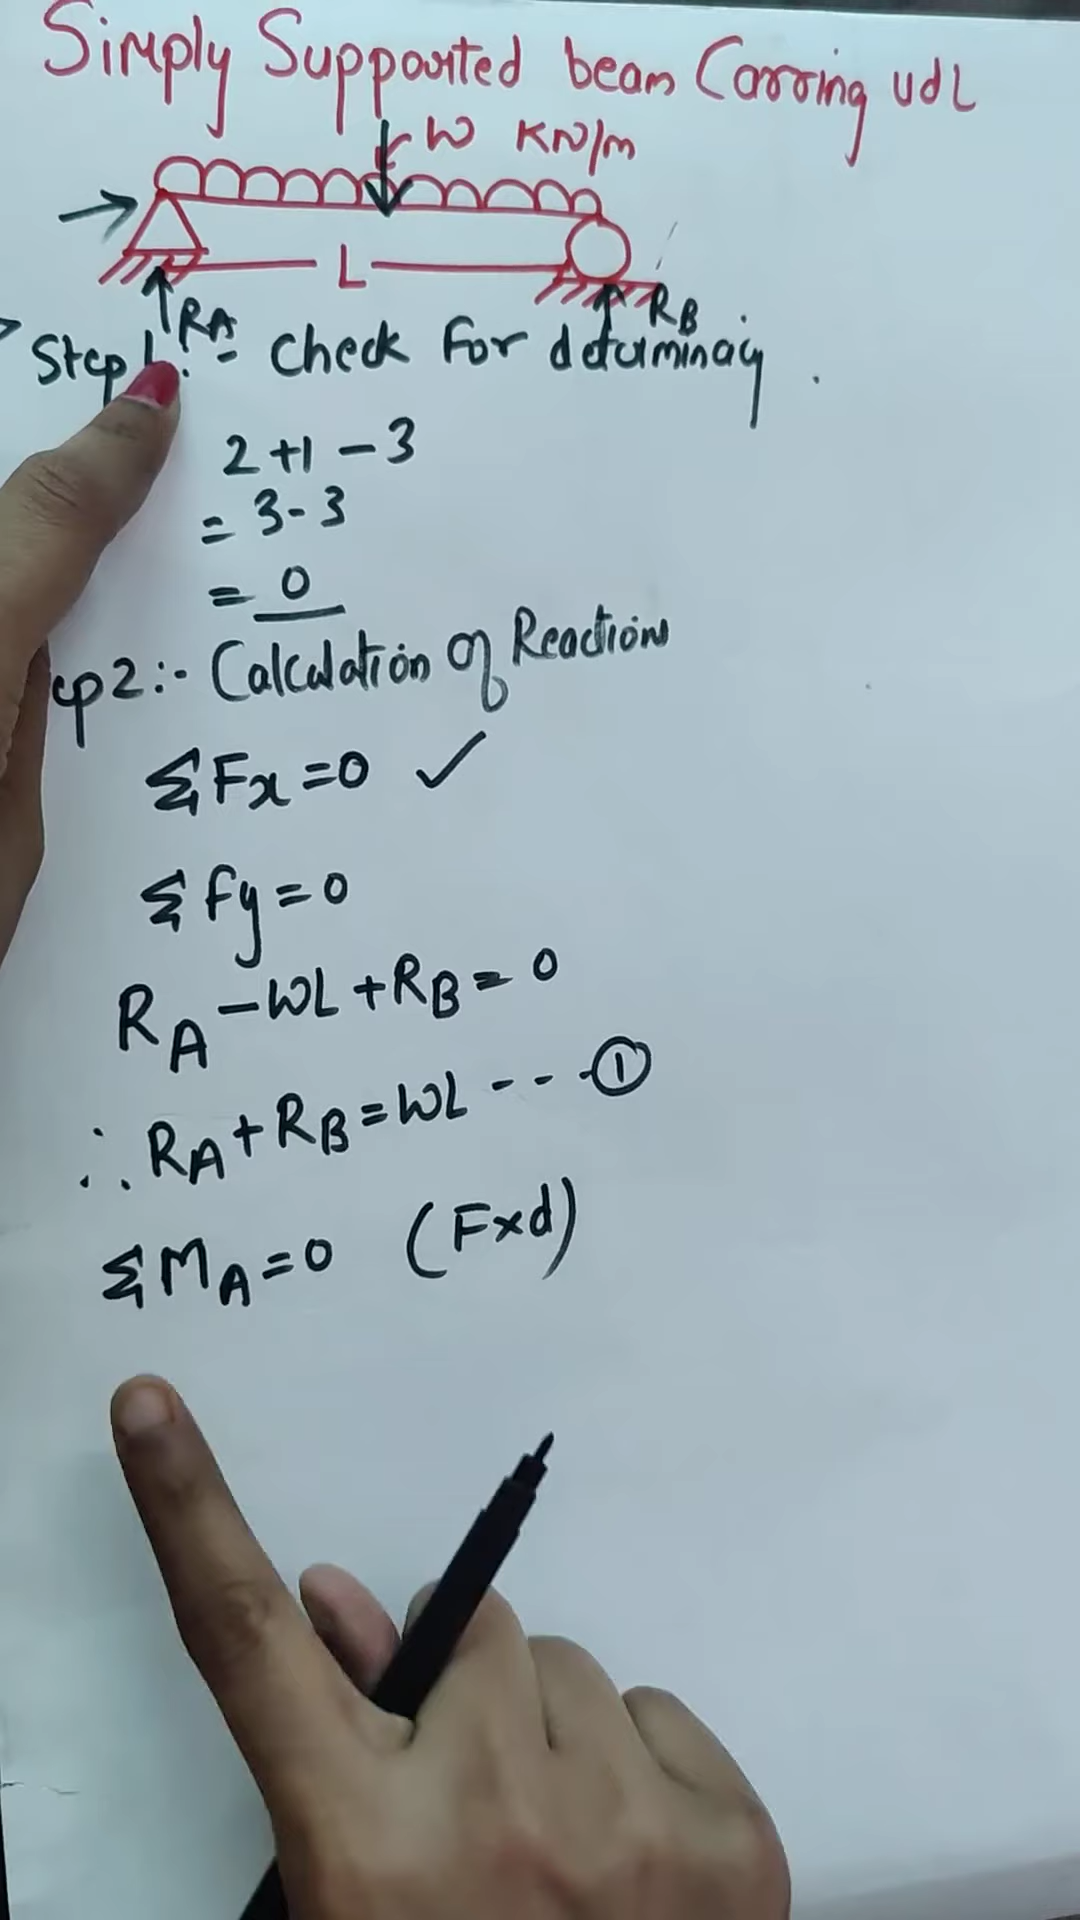 Simply Supported beam Carring UdL
W KN/m
L
RA
RB
Step 1:- Check For determinacy.
2+1-3
= 3-3
= 0
ep2:- Calculation of Reactions
ΣFx=0 ✓
Σfy=0
RA-WL+RB=0
∴RA+RB=WL---①
ΣMA=0 (F×d)